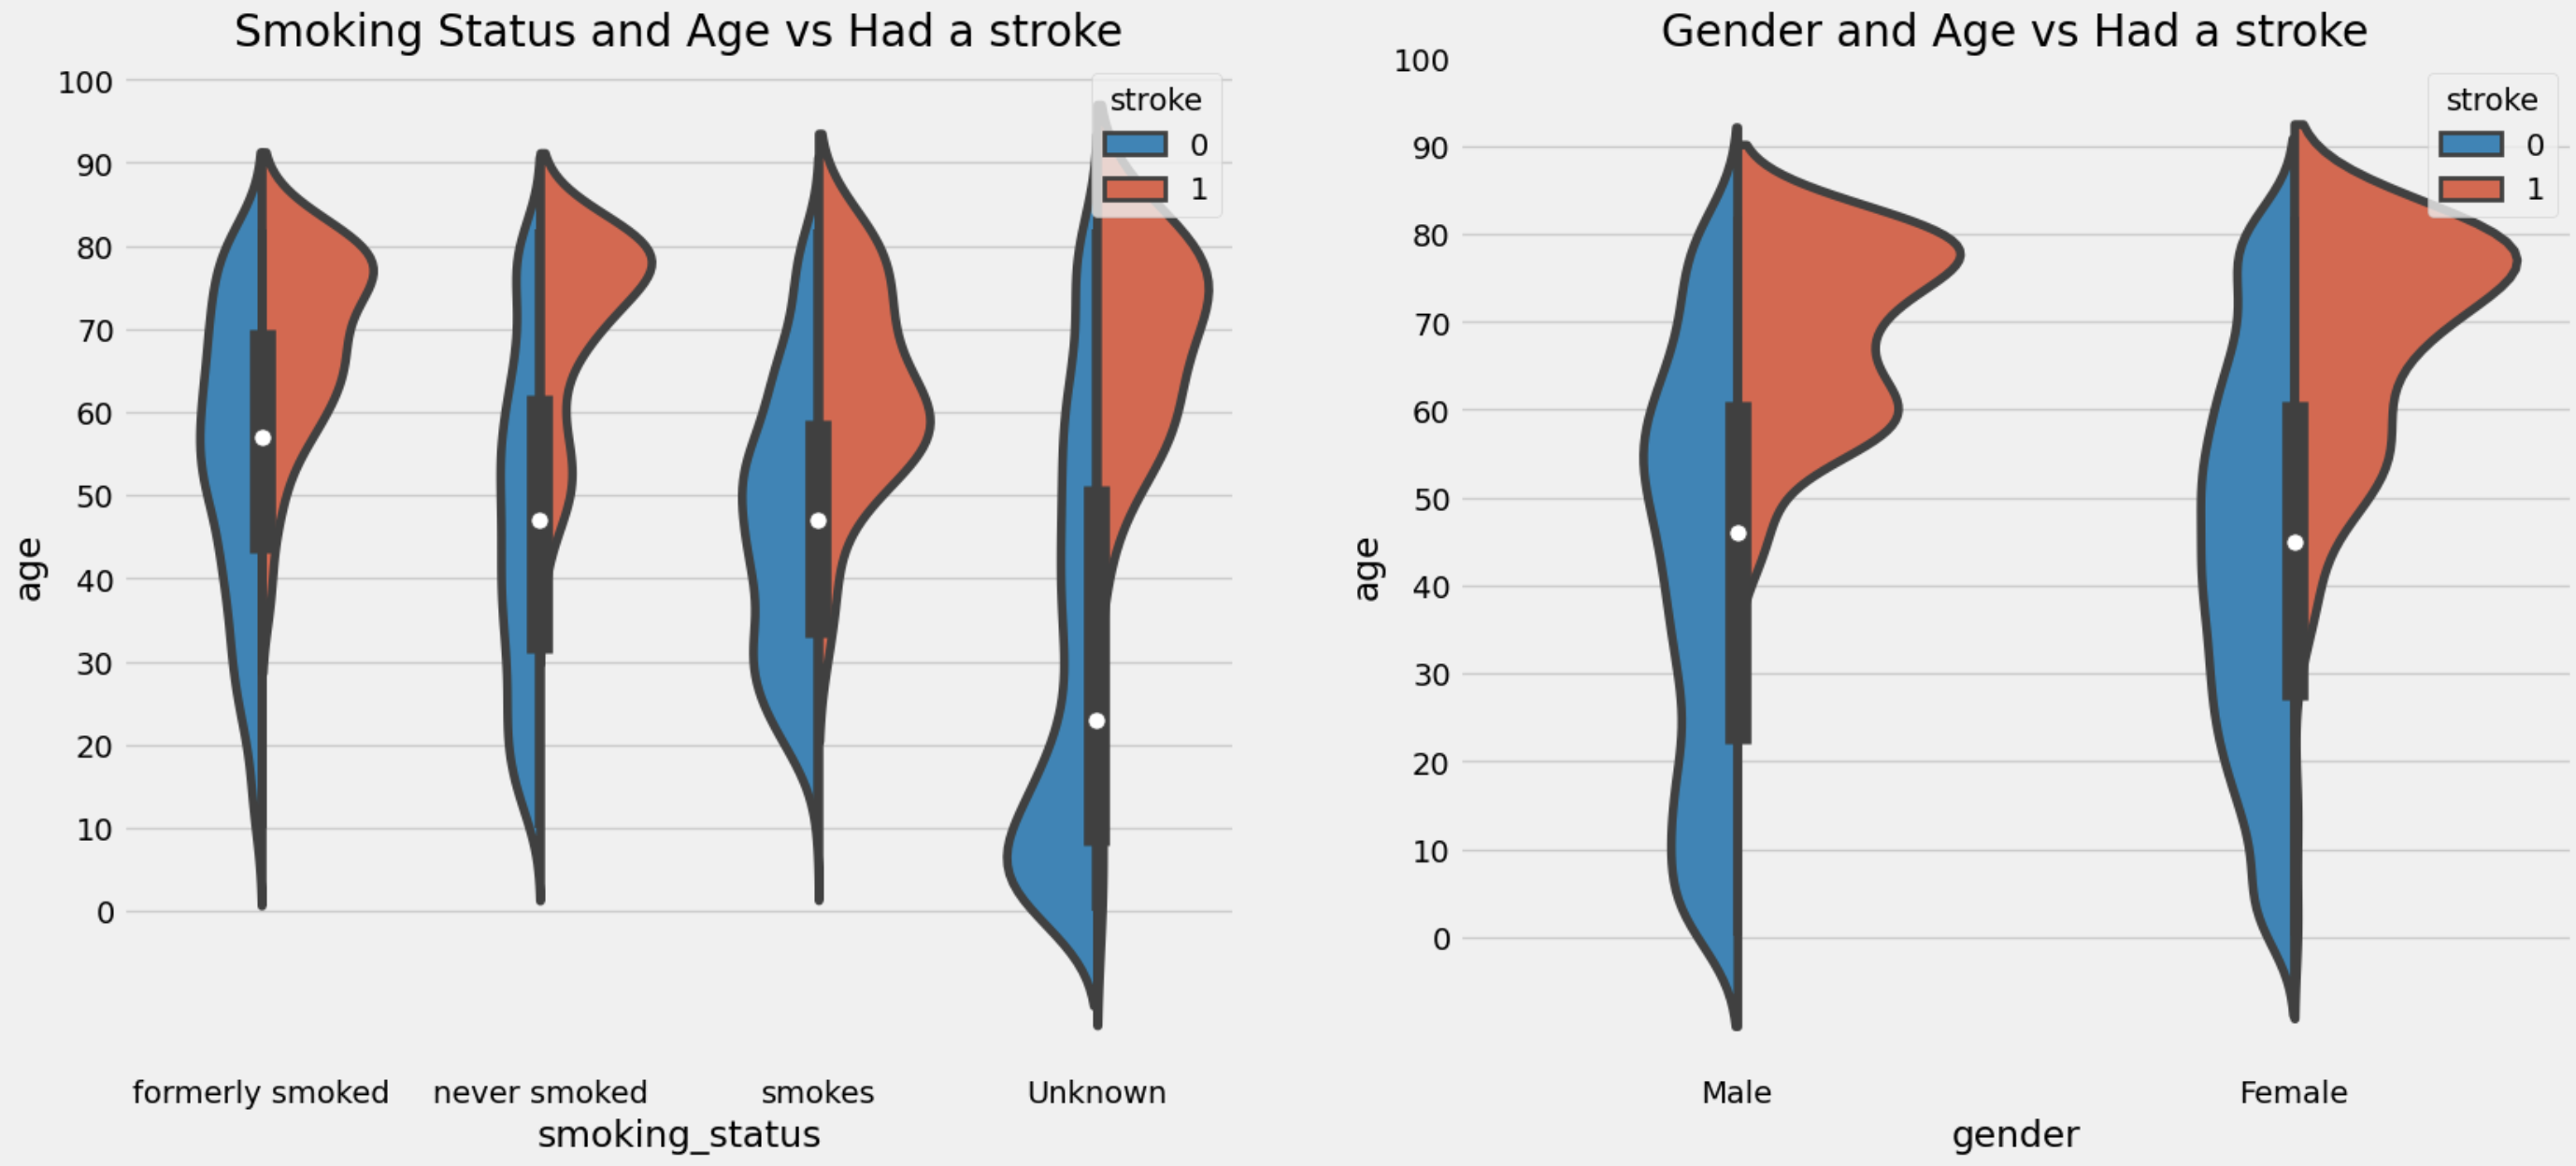 Smoking Status and Age vs Had a stroke
stroke
0
1
100
90
80
70
60
50
40
30
20
10
0
age
formerly smoked never smoked smokes Unknown
smoking_status
Gender and Age vs Had a stroke
stroke
0
1
100
90
80
70
60
50
40
30
20
10
0
age
Male Female
gender